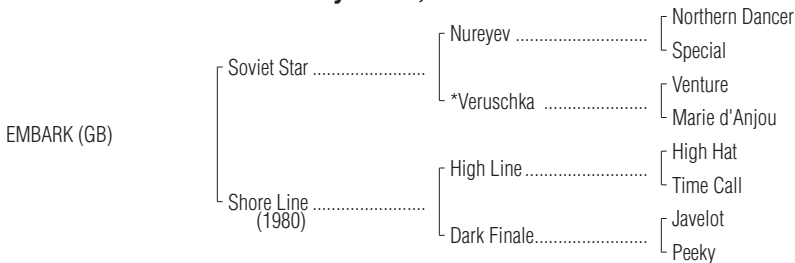 Northern Dancer
Nureyev ..............................
Special
Soviet Star .........................
Venture
*Veruschka .......................
Marie d'Anjou
EMBARK (GB)
High Hat
High Line...........................
Time Call
Shore Line .........................
(1980)
Javelot
Dark Finale.........................
Peeky